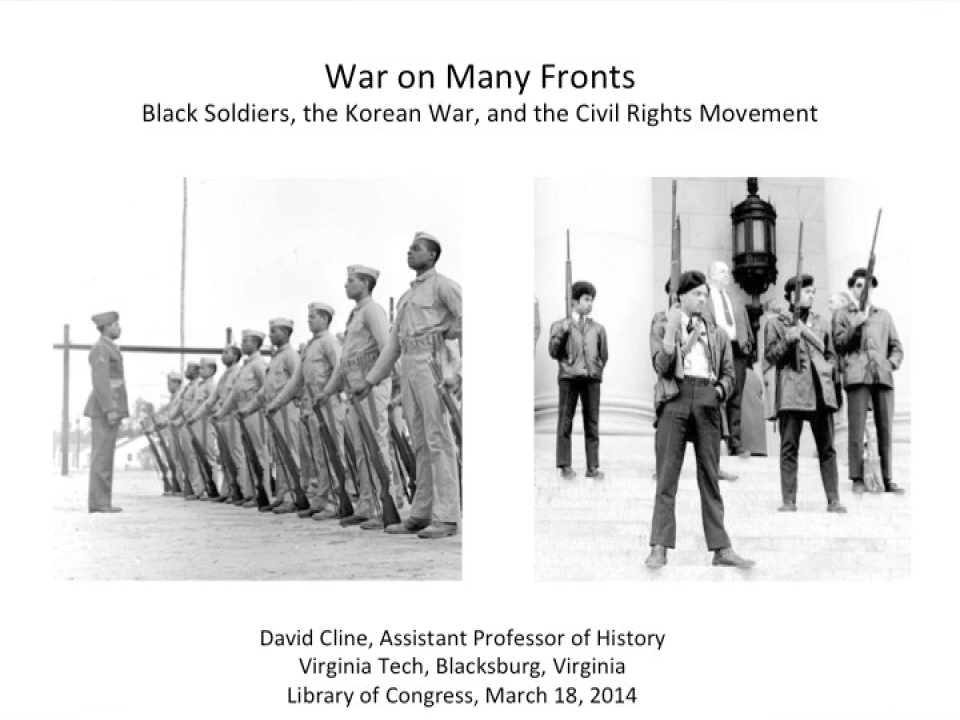 War on Many Fronts
Black Soldiers, the Korean War, and the Civil Rights Movement
David Cline, Assistant Professor of History
Virginia Tech, Blacksburg, Virginia
Library of Congress, March 18, 2014